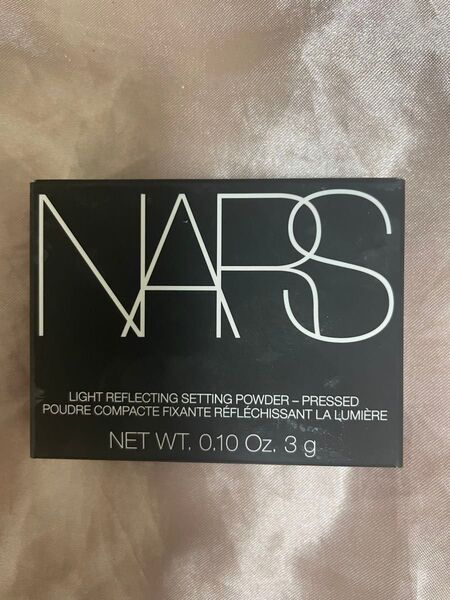 NARS
LIGHT REFLECTING SETTING POWDER – PRESSED
POUDRE COMPACTE FIXANTE RÉFLÉCHISSANT LA LUMIÈRE
NET WT. 0.10 Oz. 3 g